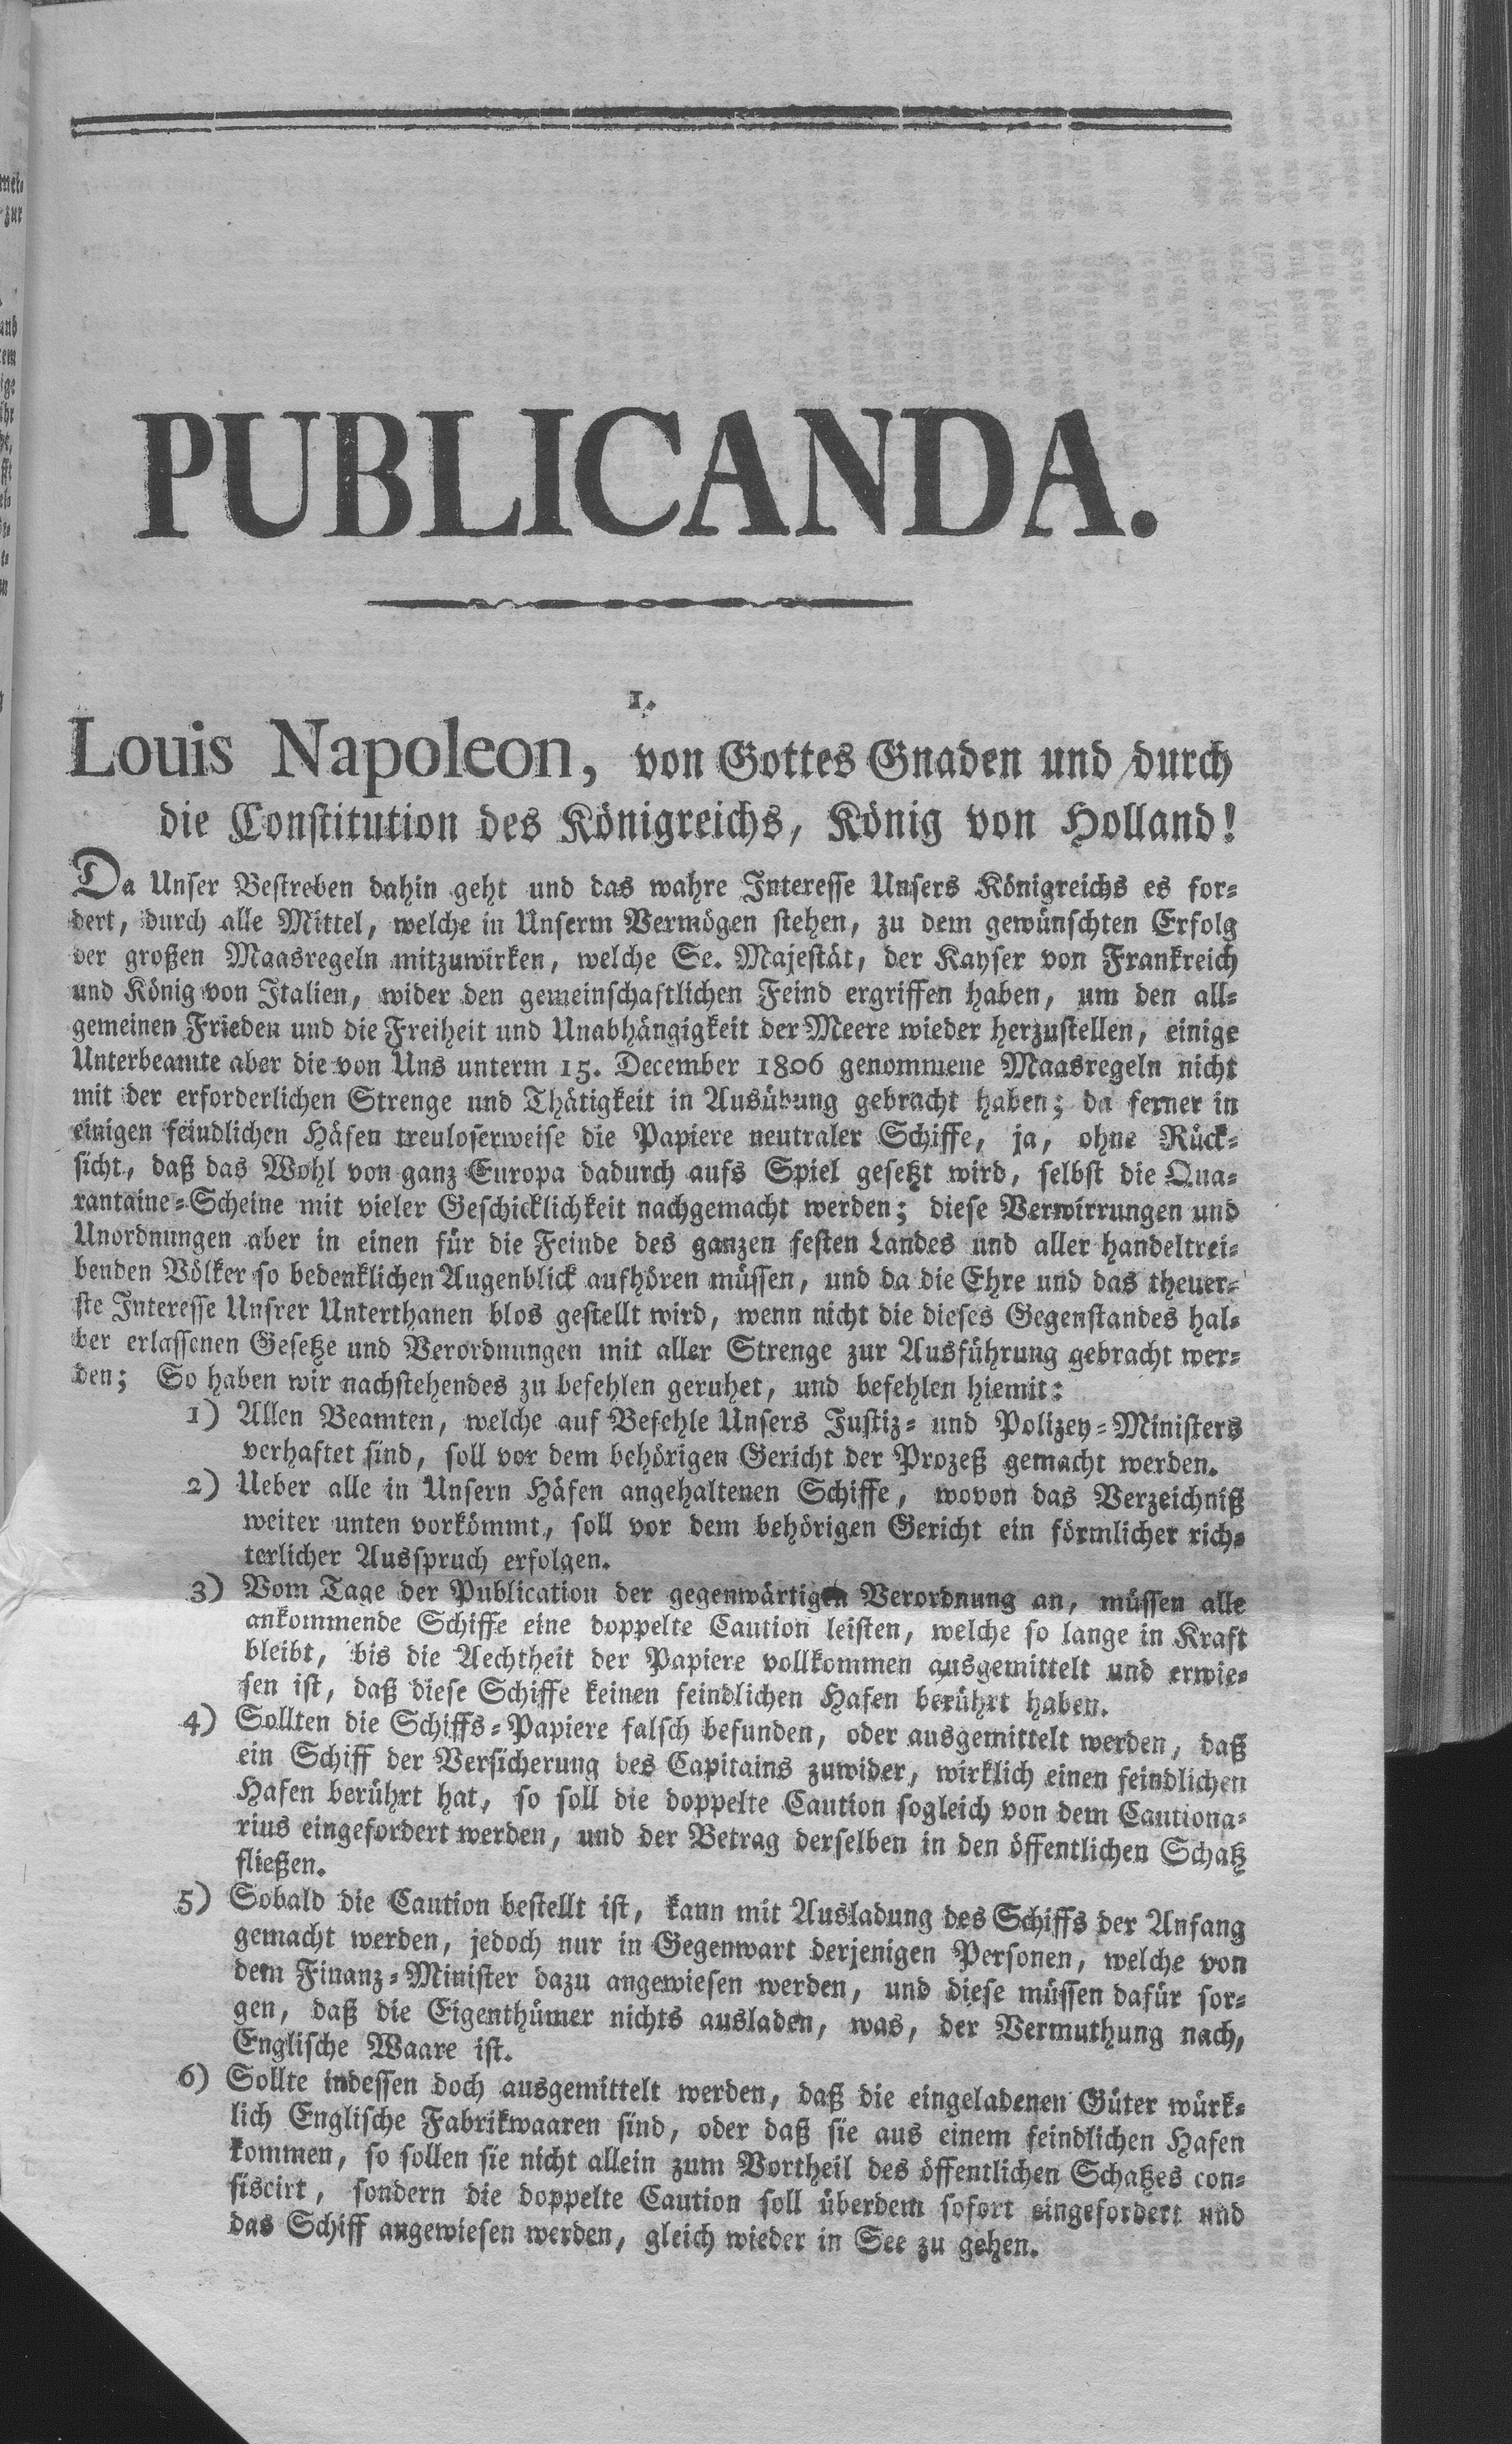 PUBLICANDA.
1.
Louis Napoleon, von Gottes Gnaden und durch
die Constitution des Königreichs, König von Holland!
Da Unser Bestreben dahin geht und das wahre Interesse Unsers Königreichs es for-
dert, durch alle Mittel, welche in Unserm Vermögen stehen, zu dem gewünschten Erfolg
der großen Maasregeln mitzuwirken, welche Se. Majestät, der Kayser von Frankreich
und König von Italien, wider den gemeinschaftlichen Feind ergriffen haben, um den all-
gemeinen Frieden und die Freiheit und Unabhängigkeit der Meere wieder herzustellen, einige
Unterbeamte aber die von Uns unterm 15. December 1806 genommene Maasregeln nicht
mit der erforderlichen Strenge und Thätigkeit in Ausübung gebracht haben; da ferner in
einigen feindlichen Häfen treuloserweise die Papiere neutraler Schiffe, ja, ohne Rück-
sicht, daß das Wohl von ganz Europa dadurch aufs Spiel gesetzt wird, selbst die Qua-
rantaine-Scheine mit vieler Geschicklichkeit nachgemacht werden; diese Verwirrungen und
Unordnungen aber in einen für die Feinde des ganzen festen Landes und aller handeltrei-
benden Völker so bedenklichen Augenblick aufhören müssen, und da die Ehre und das theuer-
ste Interesse Unsrer Unterthanen blos gestellt wird, wenn nicht die dieses Gegenstandes hal-
ber erlassenen Gesetze und Verordnungen mit aller Strenge zur Ausführung gebracht wer-
den; So haben wir nachstehendes zu befehlen geruhet, und befehlen hiemit:
1) Allen Beamten, welche auf Befehle Unsers Justiz- und Polizey-Ministers
verhaftet sind, soll vor dem behörigen Gericht der Prozeß gemacht werden.
2) Ueber alle in Unsern Häfen angehaltenen Schiffe, wovon das Verzeichniß
weiter unten vorkömmt, soll vor dem behörigen Gericht ein förmlicher rich-
terlicher Ausspruch erfolgen.
3) Vom Tage der Publication der gegenwärtigen Verordnung an, müssen alle
ankommende Schiffe eine doppelte Caution leisten, welche so lange in Kraft
bleibt, bis die Aechtheit der Papiere vollkommen ausgemittelt und erwie-
sen ist, daß diese Schiffe keinen feindlichen Hafen berührt haben.
4) Sollten die Schiffs-Papiere falsch befunden, oder ausgemittelt werden, daß
ein Schiff der Versicherung des Capitains zuwider, wirklich einen feindlichen
Hafen berührt hat, so soll die doppelte Caution sogleich von dem Cautiona-
rius eingefordert werden, und der Betrag derselben in den öffentlichen Schatz
fließen.
5) Sobald die Caution bestellt ist, kann mit Ausladung des Schiffs der Anfang
gemacht werden, jedoch nur in Gegenwart derjenigen Personen, welche von
dem Finanz-Minister dazu angewiesen werden, und diese müssen dafür sor-
gen, daß die Eigenthümer nichts ausladen, was, der Vermuthung nach,
Englische Waare ist.
6) Sollte indessen doch ausgemittelt werden, daß die eingeladenen Güter würk-
lich Englische Fabrikwaaren sind, oder daß sie aus einem feindlichen Hafen
kommen, so sollen sie nicht allein zum Vortheil des öffentlichen Schatzes con-
fiscirt, sondern die doppelte Caution soll überdem sofort eingefordert und
das Schiff angewiesen werden, gleich wieder in See zu gehen.